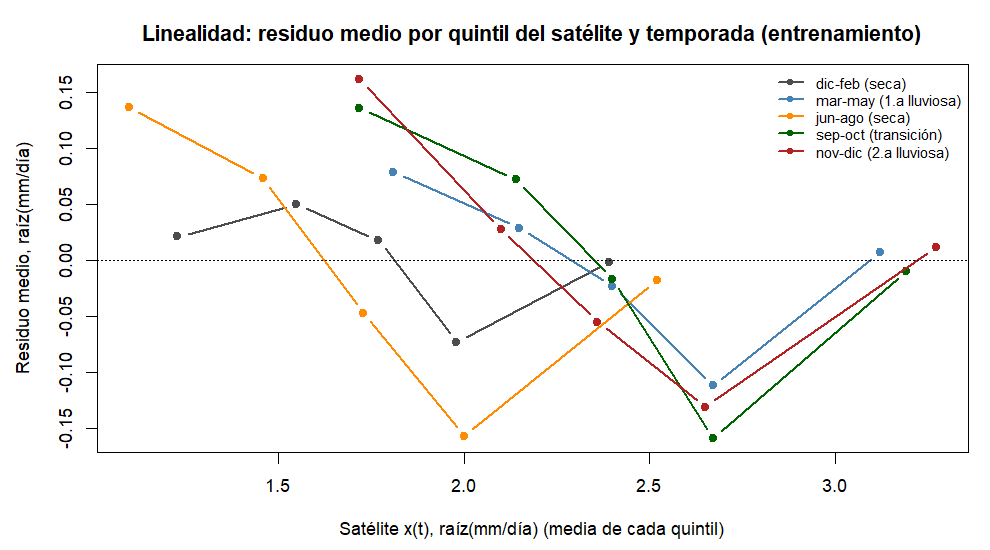 Linealidad: residuo medio por quintil del satélite y temporada (entrenamiento)
Residuo medio, raíz(mm/día)
0.15
0.10
0.05
0.00
-0.05
-0.10
-0.15
dic-feb (seca)
mar-may (1.a lluviosa)
jun-ago (seca)
sep-oct (transición)
nov-dic (2.a lluviosa)
1.5
2.0
2.5
3.0
Satélite x(t), raíz(mm/día) (media de cada quintil)